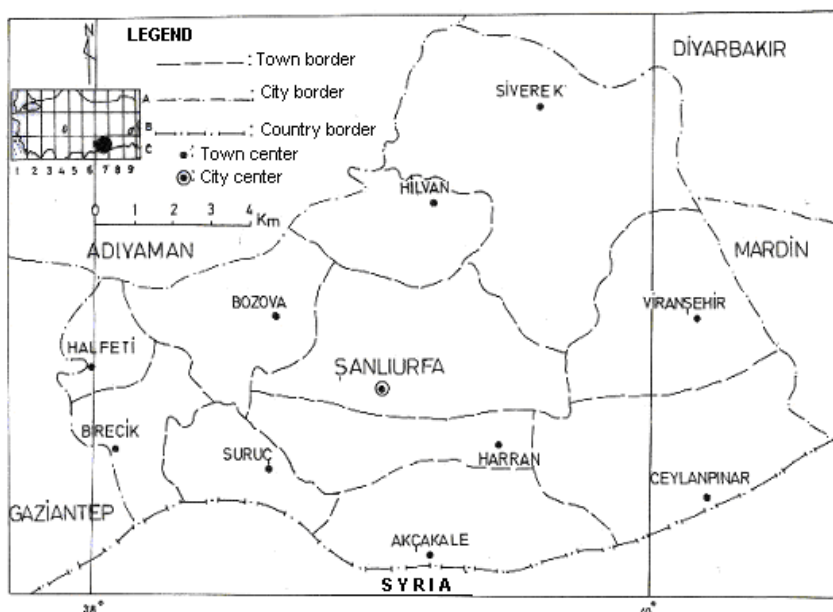 N
LEGEND
: Town border
: City border
: Country border
: Town center
: City center
A
B
C
1 2 3 4 5 6 7 8 9
0 1 2 3 4 Km
DİYARBAKIR
SİVEREK
HİLVAN
ADIYAMAN
MARDİN
BOZOVA
VİRANŞEHİR
HALFETİ
ŞANLIURFA
BİRECİK
SURUÇ
HARRAN
CEYLANPINAR
GAZİANTEP
AKÇAKALE
SYRIA
38°